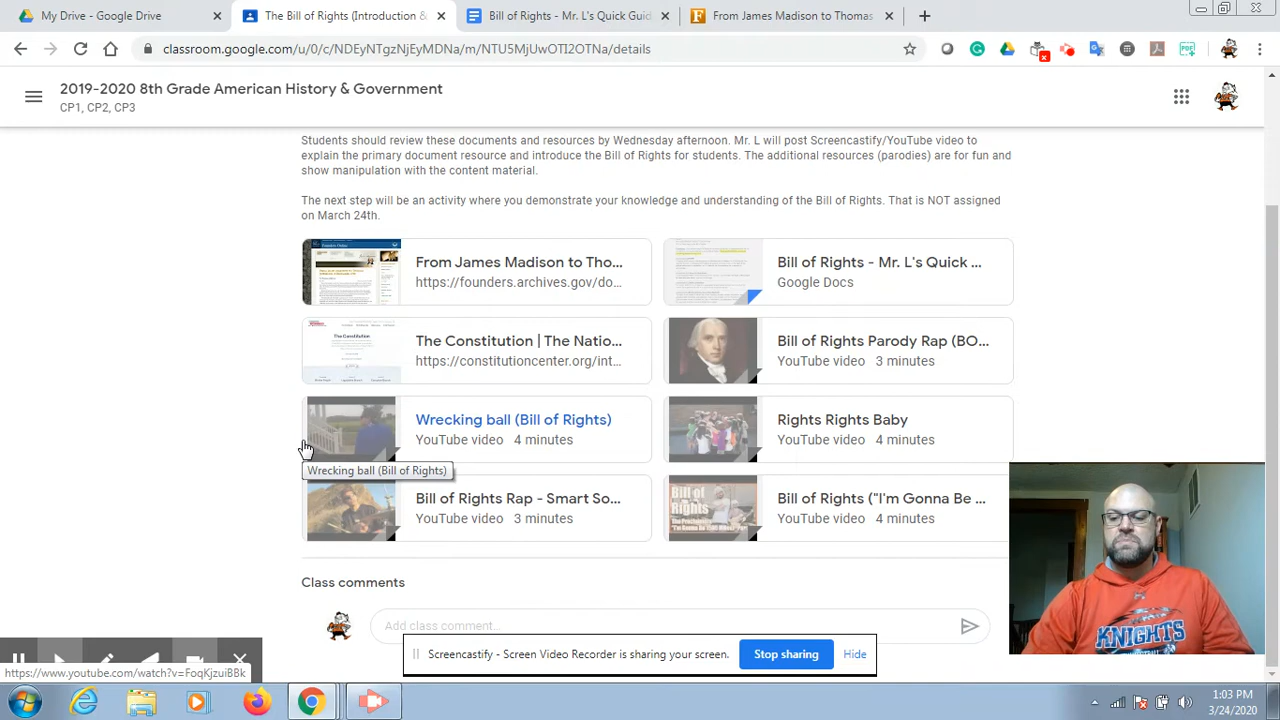 My Drive - Google Drive
The Bill of Rights (Introduction &
Bill of Rights - Mr. L's Quick Guid
From James Madison to Thomas
classroom.google.com/u/0/c/NDEyNTgzNjEyMDNa/m/NTU5MjUwOTI2OTNa/details
2019-2020 8th Grade American History & Government
CP1, CP2, CP3
Students should review these documents and resources by Wednesday afternoon. Mr. L will post Screencastify/YouTube video to
explain the primary document resource and introduce the Bill of Rights for students. The additional resources (parodies) are for fun and
show manipulation with the content material.
The next step will be an activity where you demonstrate your knowledge and understanding of the Bill of Rights. That is NOT assigned
on March 24th.
From James Madison to Tho...
https://founders.archives.gov/do...
Bill of Rights - Mr. L's Quick ...
Google Docs
The Constitution
The Constitution | The Natio...
https://constitutioncenter.org/int...
Bill of Rights Parody Rap (BO...
YouTube video 3 minutes
Wrecking ball (Bill of Rights)
YouTube video 4 minutes
Rights Rights Baby
YouTube video 4 minutes
Wrecking ball (Bill of Rights)
Bill of Rights Rap - Smart So...
YouTube video 3 minutes
Bill of
Rights
Bill of Rights ("I'm Gonna Be ...
YouTube video 4 minutes
Class comments
Add class comment...
KNIGHTS
Screencastify - Screen Video Recorder is sharing your screen.
Stop sharing
Hide
https://www.youtube.com/watch?v=FoqKJzuiBBk
1:03 PM
3/24/2020